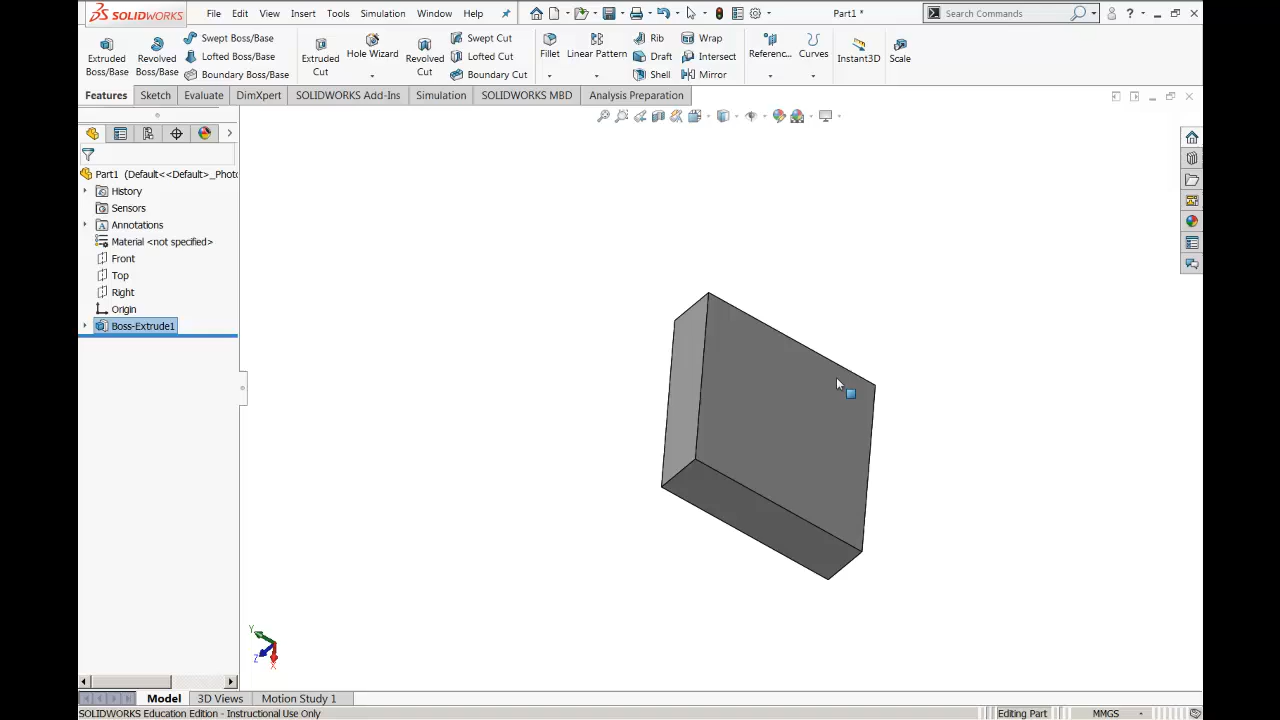 SOLIDWORKS File Edit View Insert Tools Simulation Window Help Part1 * Search Commands ?
Extruded Boss/Base
Revolved Boss/Base
Swept Boss/Base
Lofted Boss/Base
Boundary Boss/Base
Extruded Cut
Hole Wizard
Revolved Cut
Swept Cut
Lofted Cut
Boundary Cut
Fillet
Linear Pattern
Rib
Draft
Shell
Wrap
Intersect
Mirror
Referenc...
Curves
Instant3D
Scale
Features Sketch Evaluate DimXpert SOLIDWORKS Add-Ins Simulation SOLIDWORKS MBD Analysis Preparation
Part1 (Default<<Default>_Phot
History
Sensors
Annotations
Material <not specified>
Front
Top
Right
Origin
Boss-Extrude1
Y
Z
X
Model 3D Views Motion Study 1
SOLIDWORKS Education Edition - Instructional Use Only Editing Part MMGS